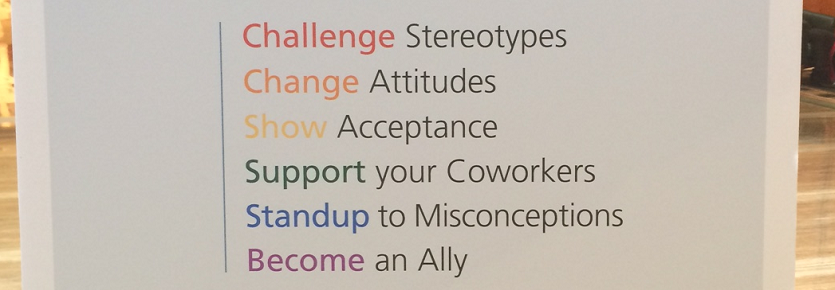 Challenge Stereotypes
Change Attitudes
Show Acceptance
Support your Coworkers
Standup to Misconceptions
Become an Ally